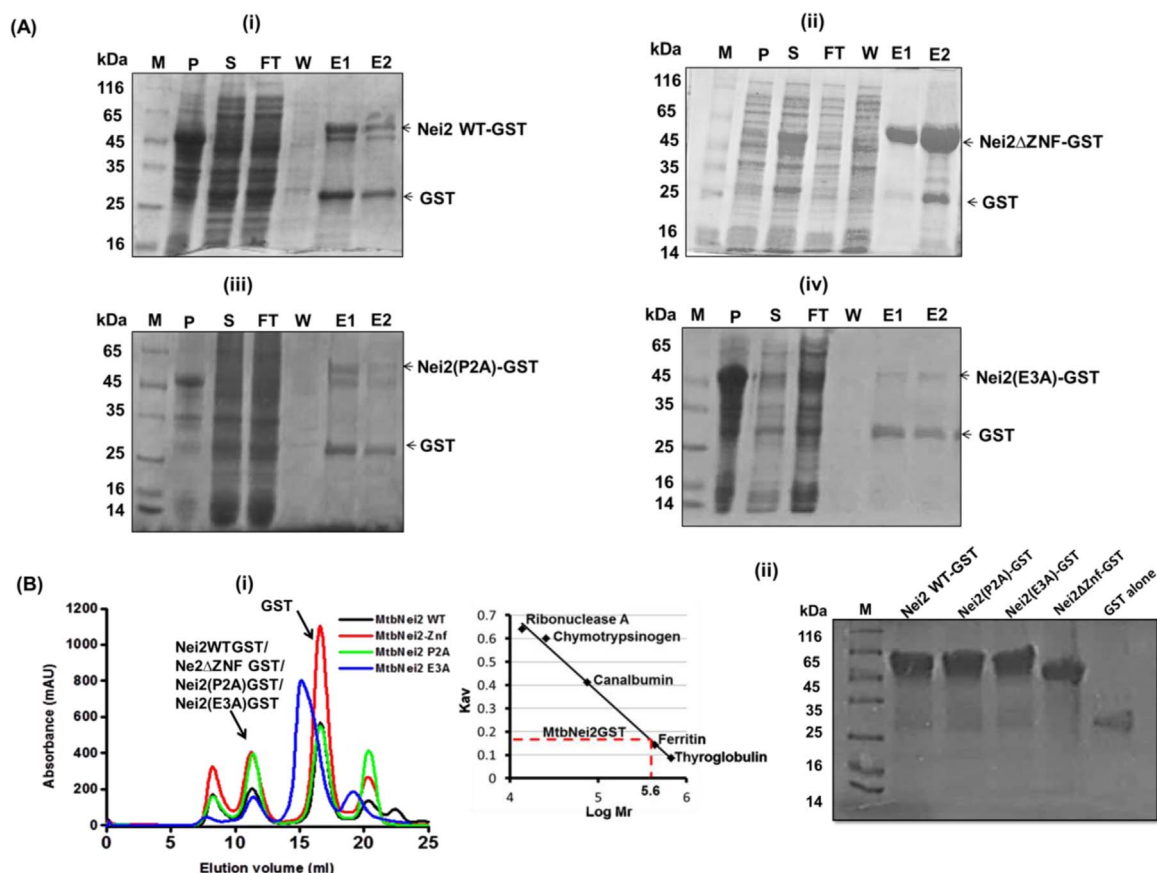 (A)
(i)
kDa M P S FT W E1 E2
116
65
45
35
25
16
Nei2 WT-GST
GST
(ii)
kDa M P S FT W E1 E2
116
65
45
35
25
16
14
Nei2ΔZNF-GST
GST
(iii)
kDa M P S FT W E1 E2
65
45
35
25
16
14
Nei2(P2A)-GST
GST
(iv)
kDa M P S FT W E1 E2
65
45
35
25
16
14
Nei2(E3A)-GST
GST
(B)
(i)
1200
1000
800
600
400
200
0
Absorbance (mAU)
0 5 10 15 20 25
Elution volume (ml)
GST
Nei2WTGST/
Ne2ΔZNF GST/
Nei2(P2A)GST/
Nei2(E3A)GST
MtbNei2 WT
MtbNei2-Znf
MtbNei2 P2A
MtbNei2 E3A
0.7
0.6
0.5
0.4
0.3
0.2
0.1
0
Kav
Ribonuclease A
Chymotrypsinogen
Canalbumin
MtbNei2GST
Ferritin
Thyroglobulin
4 5 5.6 6
Log Mr
(ii)
kDa M Nei2 WT-GST Nei2(P2A)-GST Nei2(E3A)-GST Nei2ΔZnf-GST GST alone
116
65
45
35
25
16
14